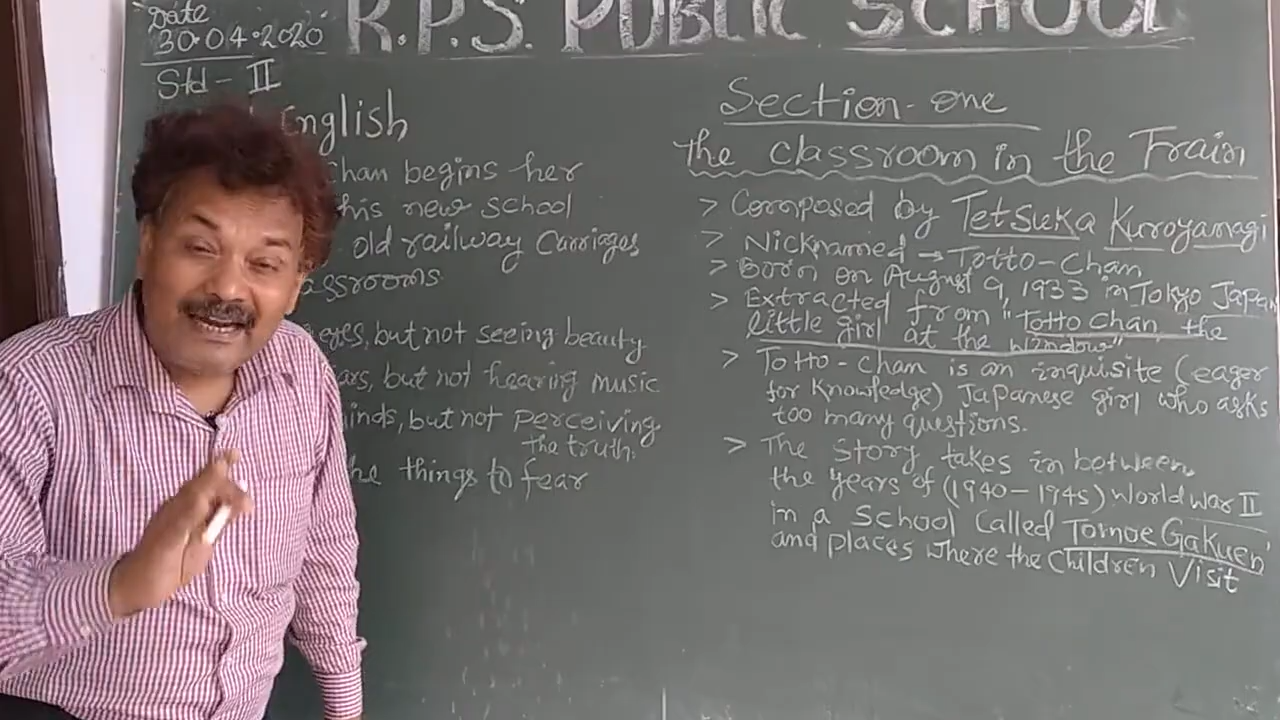 Date
30.04.2020
R.P.S. PUBLIC SCHOOL
Std - II
English
Chan begins her
his new school
old railway Carriages
assrooms
eyes, but not seeing beauty
ars, but not hearing music
inds, but not perceiving
the truth.
he things to fear
Section-one
The classroom in the Train
> Composed by Tetsuka Kuroyanagi
> Nicknamed → Totto-Chan
> Born on August 9, 1933 in Tokyo Japan
> Extracted from "Totto Chan, the
little girl at the window"
> Totto-Chan is an inquisite (eager
for Knowledge) Japanese girl who asks
too many questions.
> The Story takes in between
the years of (1940-1945) World war II
in a School Called Tomoe Gakuen'
and places where the Children Visit